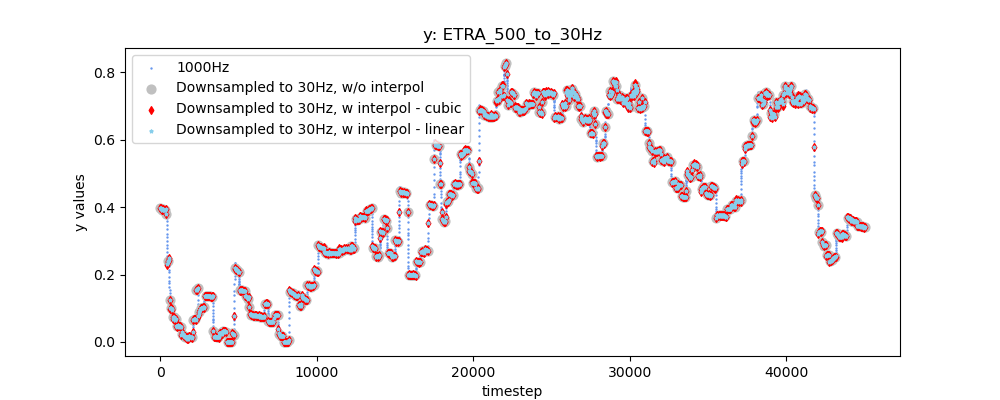 y: ETRA_500_to_30Hz
1000Hz
Downsampled to 30Hz, w/o interpol
Downsampled to 30Hz, w interpol - cubic
Downsampled to 30Hz, w interpol - linear
y values
0.8
0.6
0.4
0.2
0.0
0 10000 20000 30000 40000
timestep